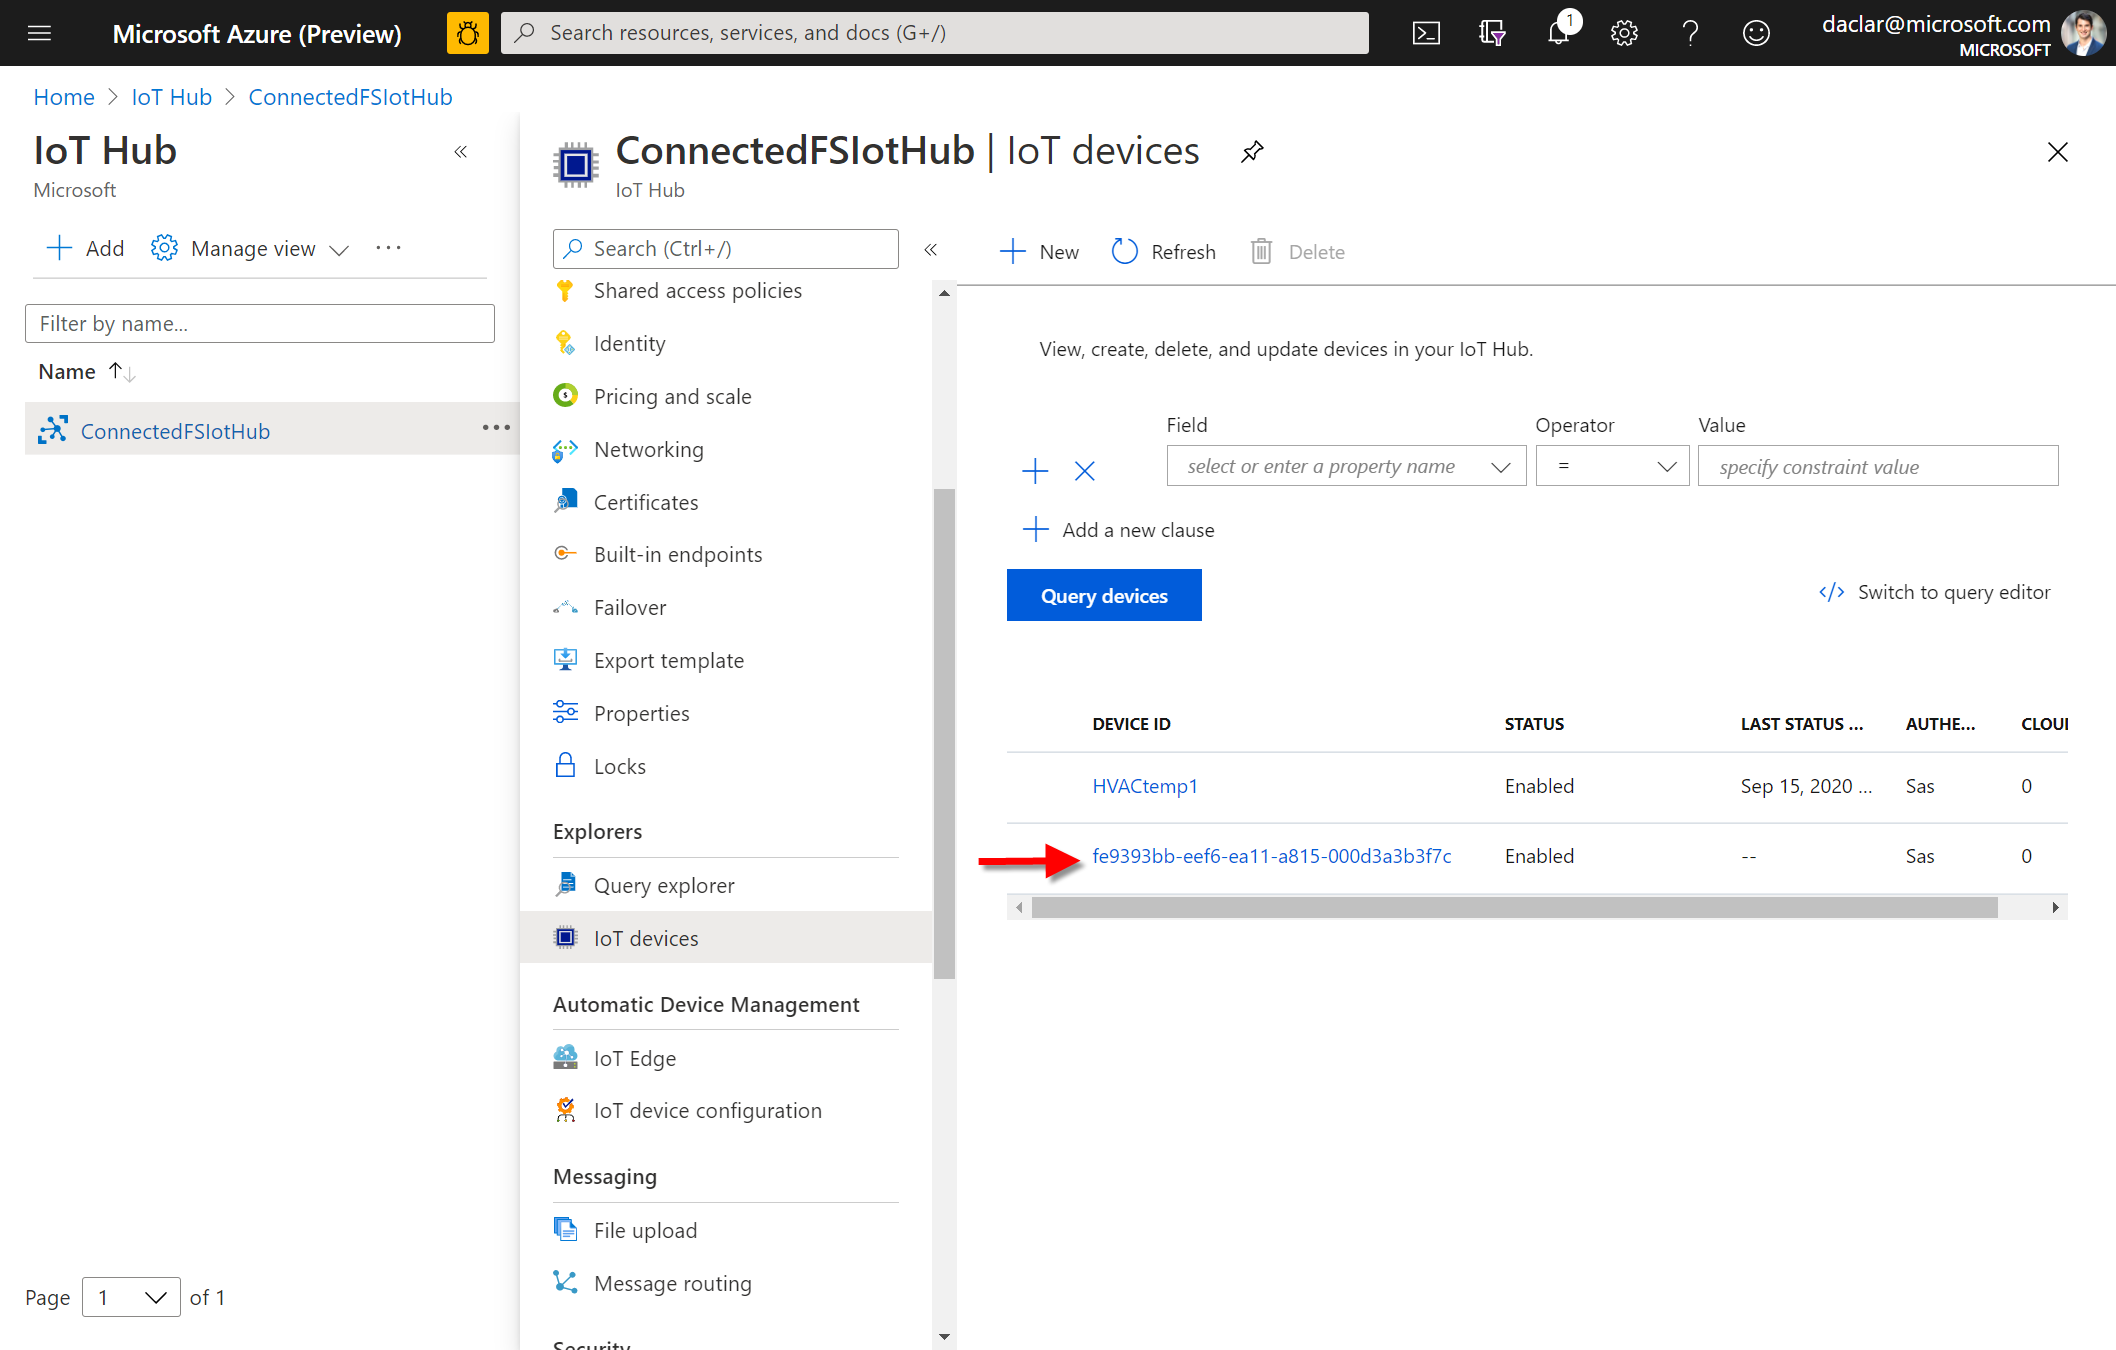 Microsoft Azure (Preview)
Search resources, services, and docs (G+/)
1
daclar@microsoft.com
MICROSOFT
Home > IoT Hub > ConnectedFSIotHub
IoT Hub
Microsoft
«
Add
Manage view
···
Filter by name...
Name
ConnectedFSIotHub
···
Page 1 of 1
ConnectedFSIotHub | IoT devices
IoT Hub
Search (Ctrl+/)
«
Shared access policies
Identity
Pricing and scale
Networking
Certificates
Built-in endpoints
Failover
Export template
Properties
Locks
Explorers
Query explorer
IoT devices
Automatic Device Management
IoT Edge
IoT device configuration
Messaging
File upload
Message routing
Security
New
Refresh
Delete
View, create, delete, and update devices in your IoT Hub.
Field Operator Value
select or enter a property name = specify constraint value
Add a new clause
Query devices
</> Switch to query editor
DEVICE ID STATUS LAST STATUS ... AUTHE... CLOU
HVACtemp1 Enabled Sep 15, 2020 ... Sas 0
fe9393bb-eef6-ea11-a815-000d3a3b3f7c Enabled -- Sas 0